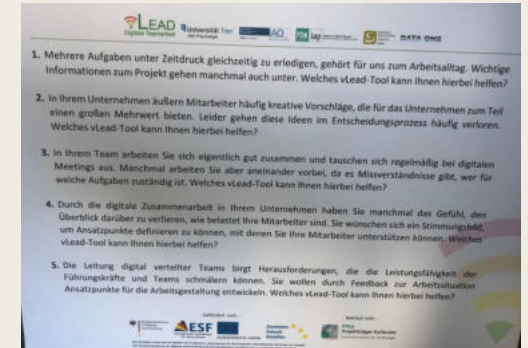 vLEAD
Digitale Teamarbeit
Universität Trier
AO
lap
DATA ONE
1. Mehrere Aufgaben unter Zeitdruck gleichzeitig zu erledigen, gehört für uns zum Arbeitsalltag. Wichtige
Informationen zum Projekt gehen manchmal auch unter. Welches vLead-Tool kann Ihnen hierbei helfen?
2. In Ihrem Unternehmen äußern Mitarbeiter häufig kreative Vorschläge, die für das Unternehmen zum Teil
einen großen Mehrwert bieten. Leider gehen diese Ideen im Entscheidungsprozess häufig verloren.
Welches vLead-Tool kann Ihnen hierbei helfen?
3. In Ihrem Team arbeiten Sie sich eigentlich gut zusammen und tauschen sich regelmäßig bei digitalen
Meetings aus. Manchmal arbeiten Sie aber aneinander vorbei, da es Missverständnisse gibt, wer für
welche Aufgaben zuständig ist. Welches vLead-Tool kann Ihnen hierbei helfen?
4. Durch die digitale Zusammenarbeit in Ihrem Unternehmen haben Sie manchmal das Gefühl, den
Überblick darüber zu verlieren, wie belastet Ihre Mitarbeiter sind. Sie wünschen sich ein Stimmungsbild,
um Ansatzpunkte definieren zu können, mit denen Sie Ihre Mitarbeiter unterstützen können. Welches
vLead-Tool kann Ihnen hierbei helfen?
5. Die Leitung digital verteilter Teams birgt Herausforderungen, die die Leistungsfähigkeit der
Führungskräfte und Teams schmälern können. Sie wollen durch Feedback zur Arbeitssituation
Ansatzpunkte für die Arbeitsgestaltung entwickeln. Welches vLead-Tool kann Ihnen hierbei helfen?
ESF